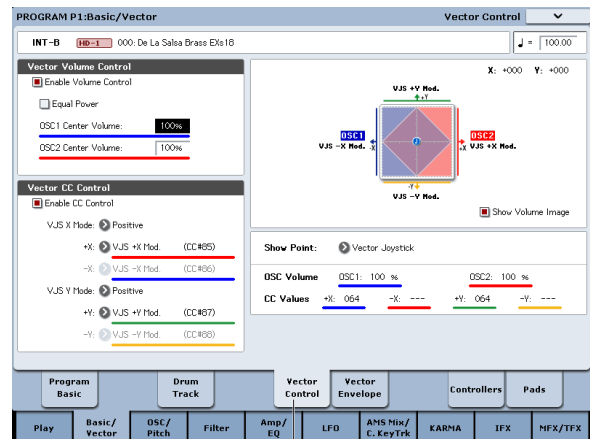 PROGRAM P1:Basic/Vector
Vector Control
INT-B HD-1 000: De La Salsa Brass EXs18
♩ = 100.00
Vector Volume Control
Enable Volume Control
Equal Power
OSC1 Center Volume: 100%
OSC2 Center Volume: 100%
Vector CC Control
Enable CC Control
VJS X Mode: Positive
+X: VJS +X Mod. (CC#85)
-X: VJS -X Mod. (CC#86)
VJS Y Mode: Positive
+Y: VJS +Y Mod. (CC#87)
-Y: VJS -Y Mod. (CC#88)
X: +000 Y: +000
VJS +Y Mod.
+Y
OSC1
VJS -X Mod. -X
OSC2
+X VJS +X Mod.
-Y
VJS -Y Mod.
Show Volume Image
Show Point: Vector Joystick
OSC Volume OSC1: 100 % OSC2: 100 %
CC Values +X: 064 -X: --- +Y: 064 -Y: ---
Program Basic
Drum Track
Vector Control
Vector Envelope
Controllers
Pads
Play
Basic/ Vector
OSC/ Pitch
Filter
Amp/ EQ
LFO
AMS Mix/ C. KeyTrk
KARMA
IFX
MFX/TFX